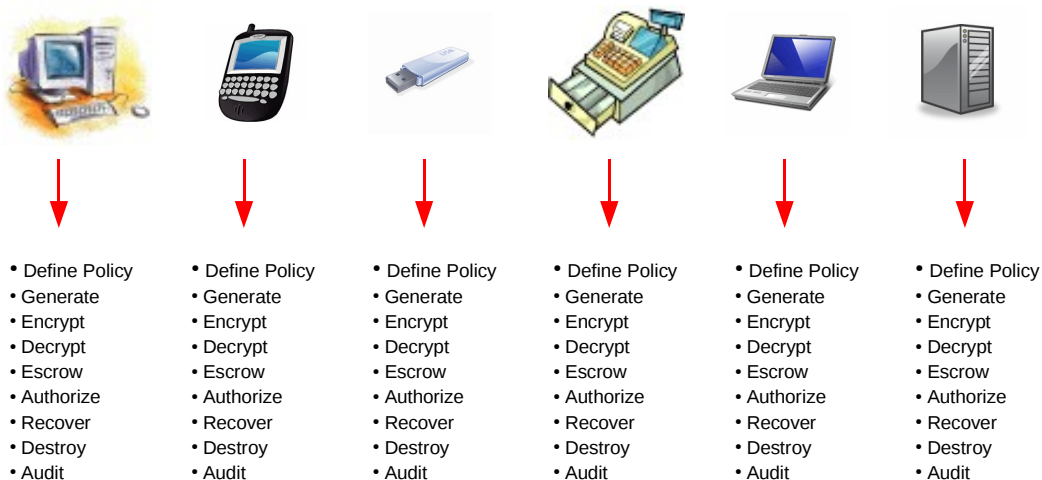 • Define Policy
• Generate
• Encrypt
• Decrypt
• Escrow
• Authorize
• Recover
• Destroy
• Audit
• Define Policy
• Generate
• Encrypt
• Decrypt
• Escrow
• Authorize
• Recover
• Destroy
• Audit
• Define Policy
• Generate
• Encrypt
• Decrypt
• Escrow
• Authorize
• Recover
• Destroy
• Audit
• Define Policy
• Generate
• Encrypt
• Decrypt
• Escrow
• Authorize
• Recover
• Destroy
• Audit
• Define Policy
• Generate
• Encrypt
• Decrypt
• Escrow
• Authorize
• Recover
• Destroy
• Audit
• Define Policy
• Generate
• Encrypt
• Decrypt
• Escrow
• Authorize
• Recover
• Destroy
• Audit